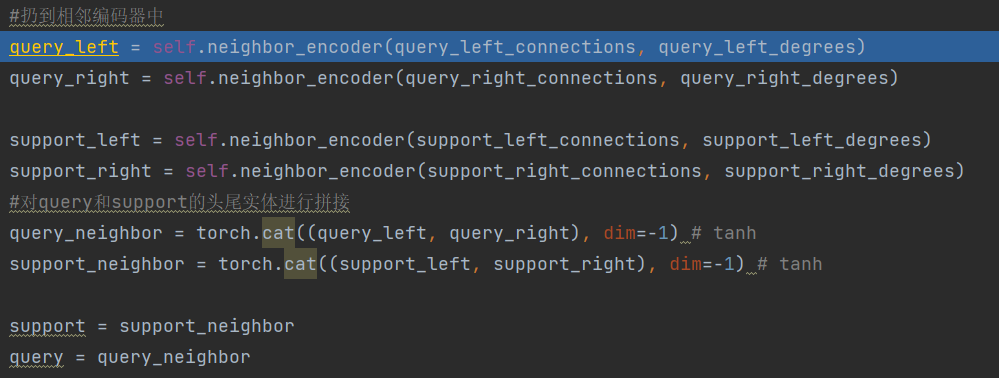 #扔到相邻编码器中
query_left = self.neighbor_encoder(query_left_connections, query_left_degrees)
query_right = self.neighbor_encoder(query_right_connections, query_right_degrees)
support_left = self.neighbor_encoder(support_left_connections, support_left_degrees)
support_right = self.neighbor_encoder(support_right_connections, support_right_degrees)
#对query和support的头尾实体进行拼接
query_neighbor = torch.cat((query_left, query_right), dim=-1) # tanh
support_neighbor = torch.cat((support_left, support_right), dim=-1) # tanh
support = support_neighbor
query = query_neighbor